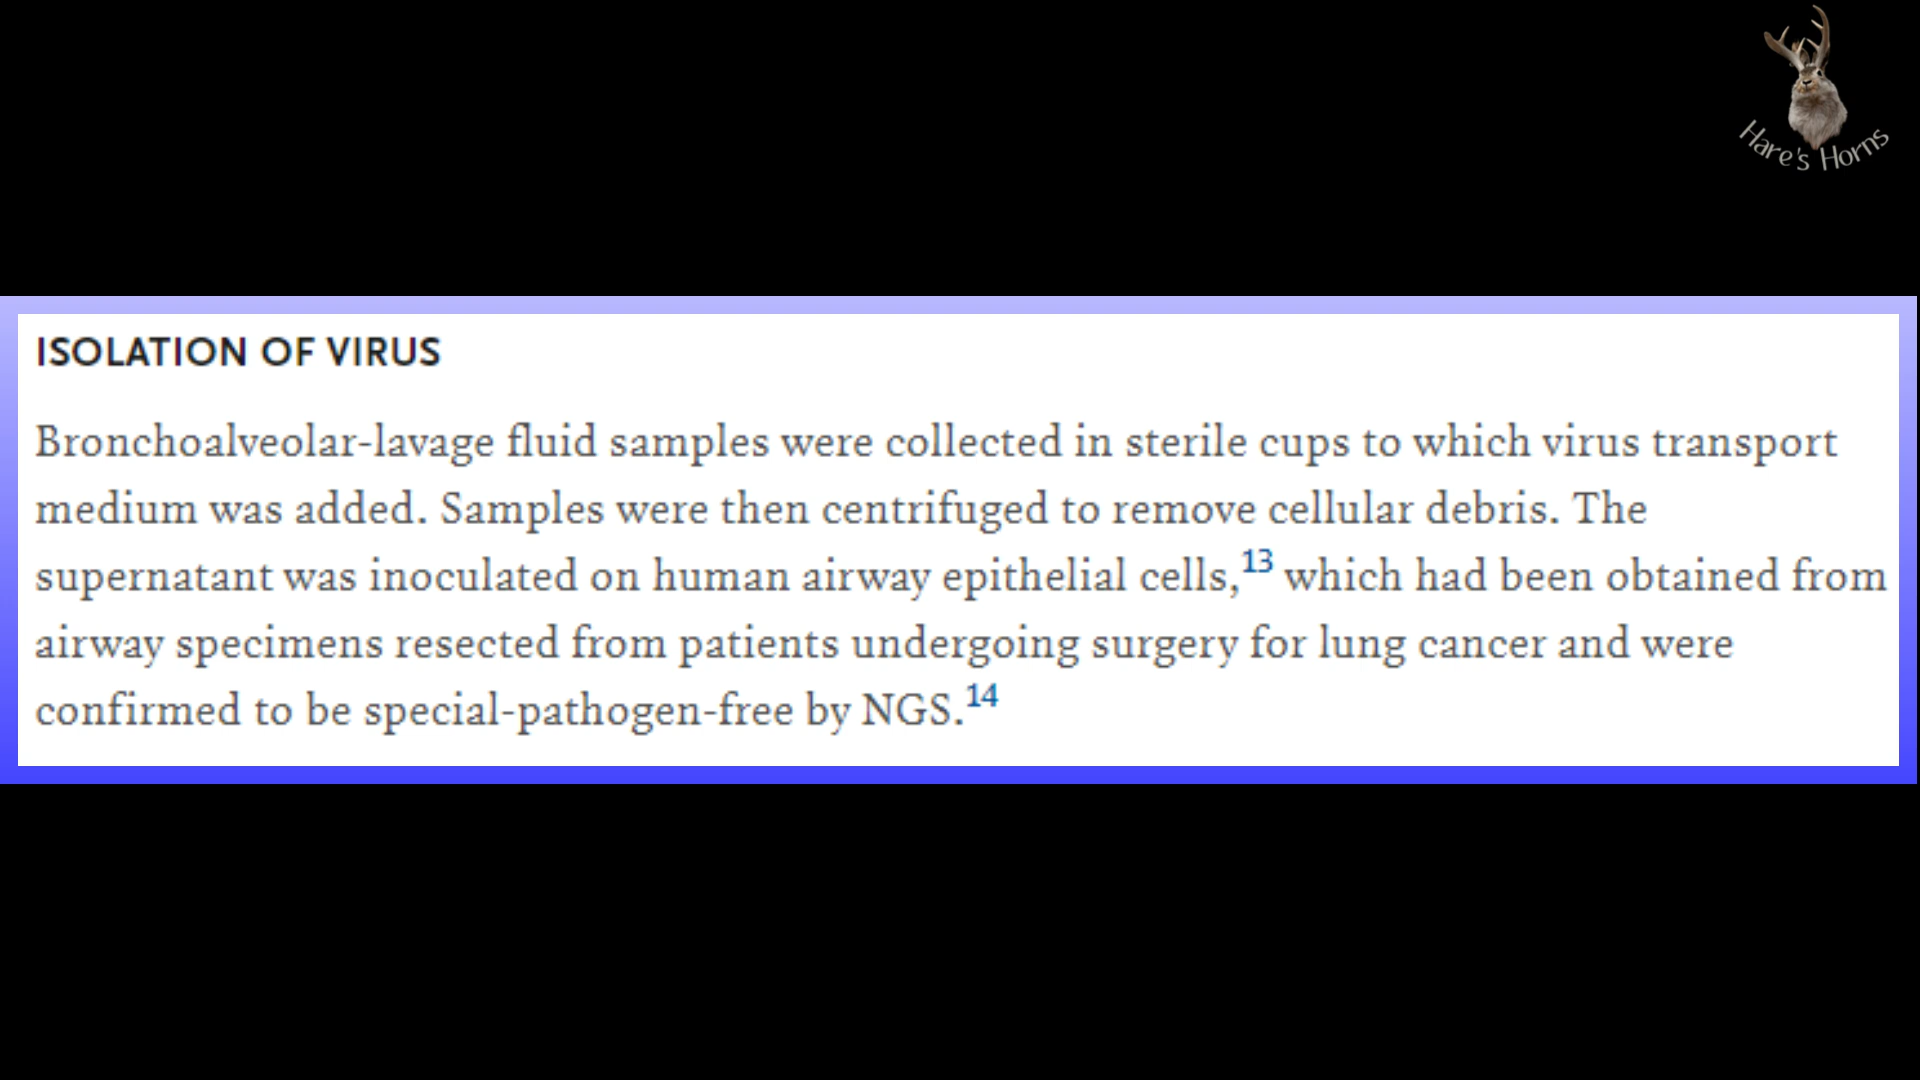 Hare's Horns
ISOLATION OF VIRUS
Bronchoalveolar-lavage fluid samples were collected in sterile cups to which virus transport
medium was added. Samples were then centrifuged to remove cellular debris. The
supernatant was inoculated on human airway epithelial cells,13 which had been obtained from
airway specimens resected from patients undergoing surgery for lung cancer and were
confirmed to be special-pathogen-free by NGS.14